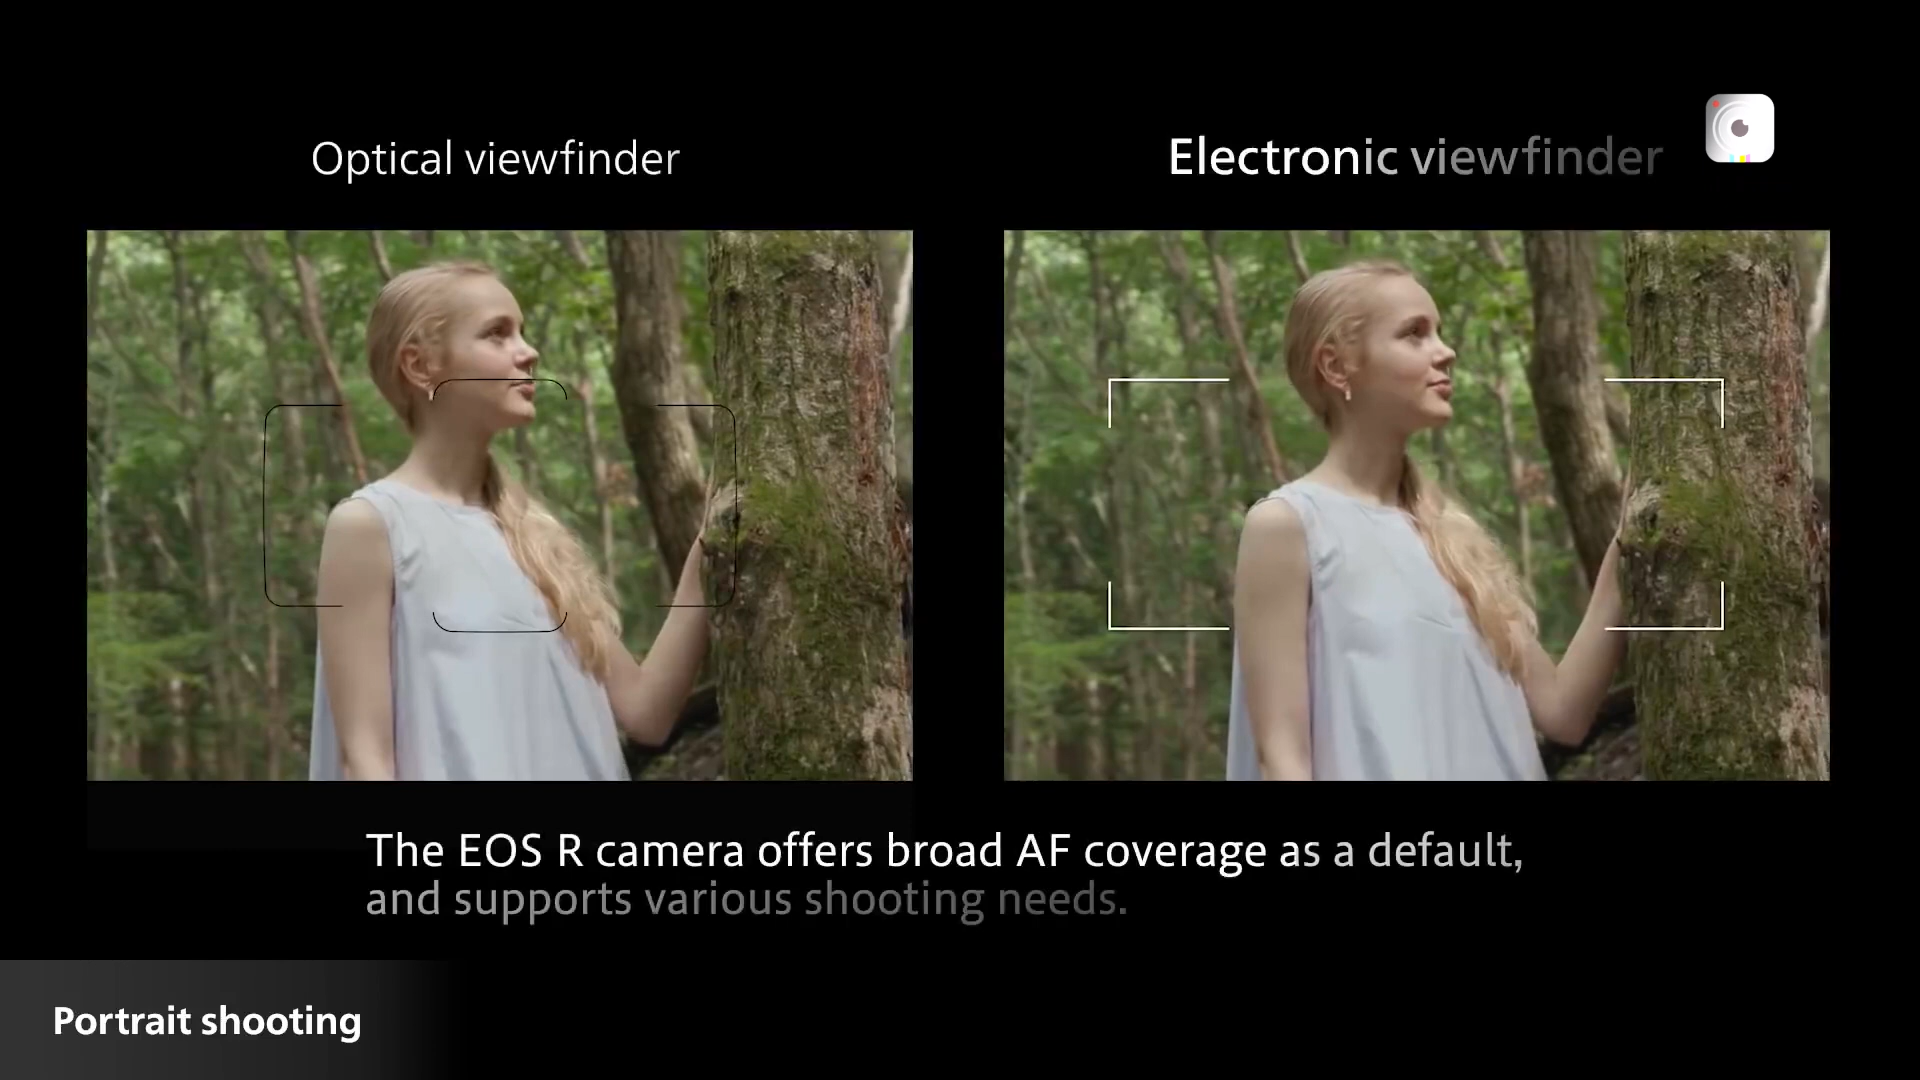 Optical viewfinder
Electronic viewfinder
The EOS R camera offers broad AF coverage as a default,
and supports various shooting needs.
Portrait shooting